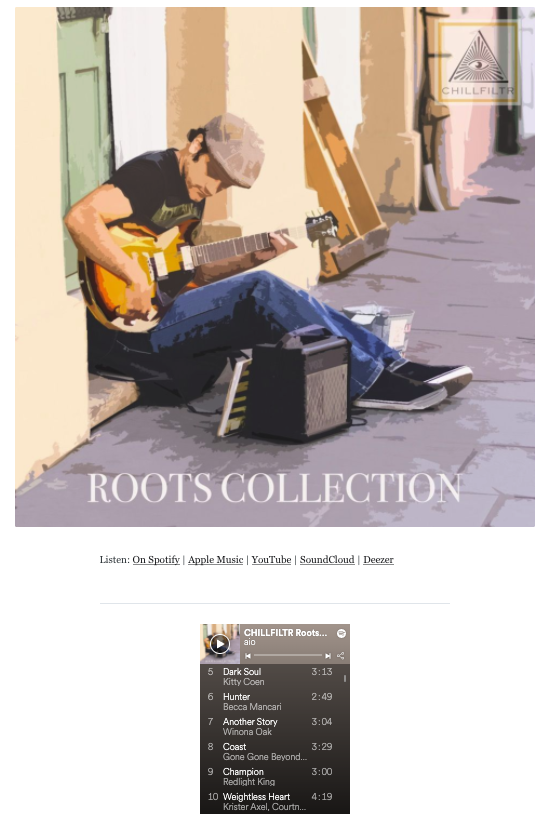 CHILLFILTR
ROOTS COLLECTION
Listen: On Spotify | Apple Music | YouTube | SoundCloud | Deezer
CHILLFILTR Roots...
aio
5 Dark Soul 3:13
Kitty Coen
6 Hunter 2:49
Becca Mancari
7 Another Story 3:04
Winona Oak
8 Coast 3:29
Gone Gone Beyond...
9 Champion 3:00
Redlight King
10 Weightless Heart 4:19
Krister Axel, Courtn...